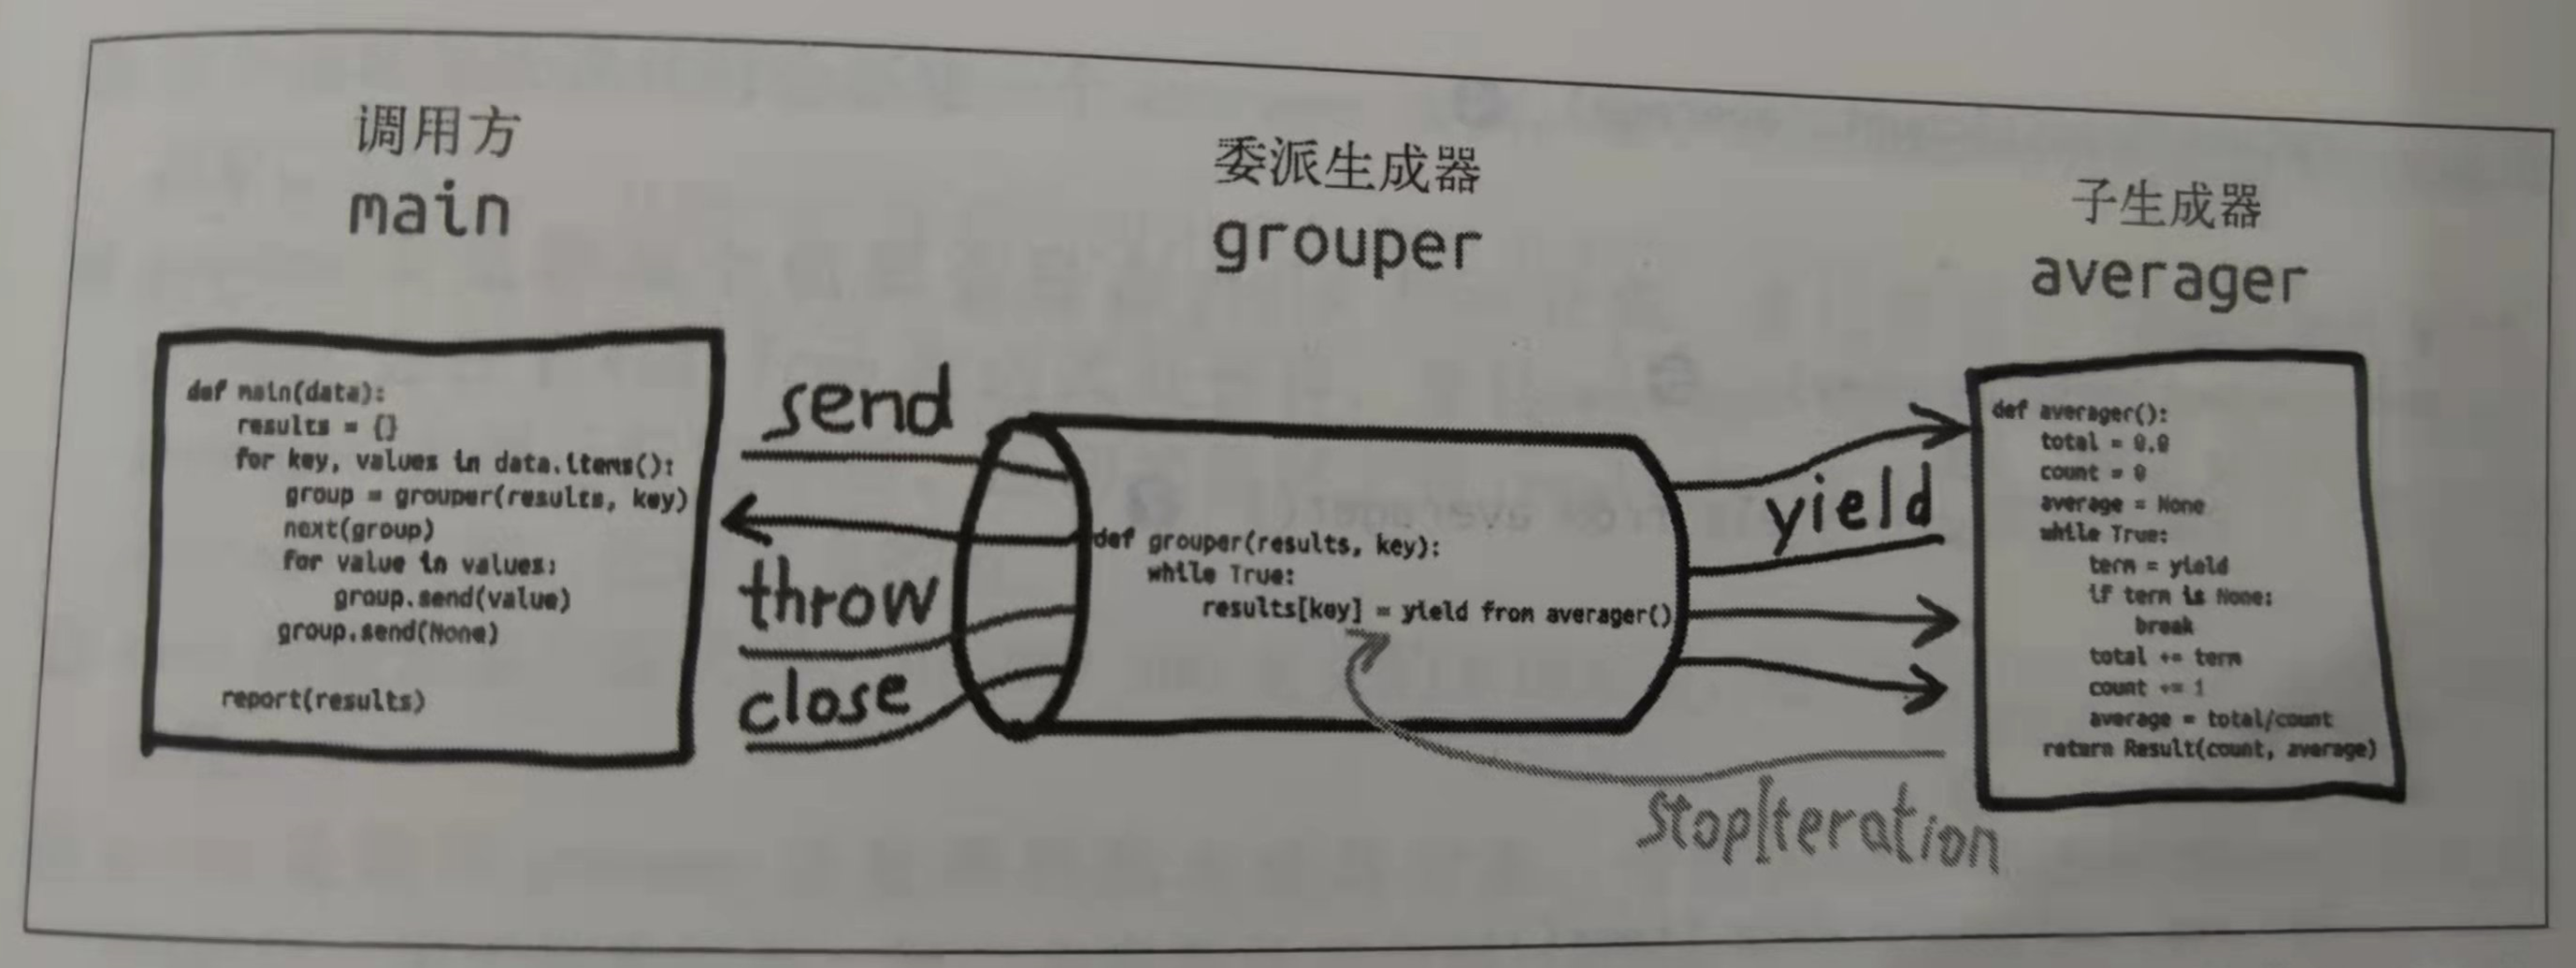 调用方
main
def main(data):
results = {}
for key, values in data.items():
group = grouper(results, key)
next(group)
for value in values:
group.send(value)
group.send(None)
report(results)
send
throw
close
委派生成器
grouper
def grouper(results, key):
while True:
results[key] = yield from averager()
yield
StopIteration
子生成器
averager
def averager():
total = 0.0
count = 0
average = None
while True:
term = yield
if term is None:
break
total += term
count += 1
average = total/count
return Result(count, average)